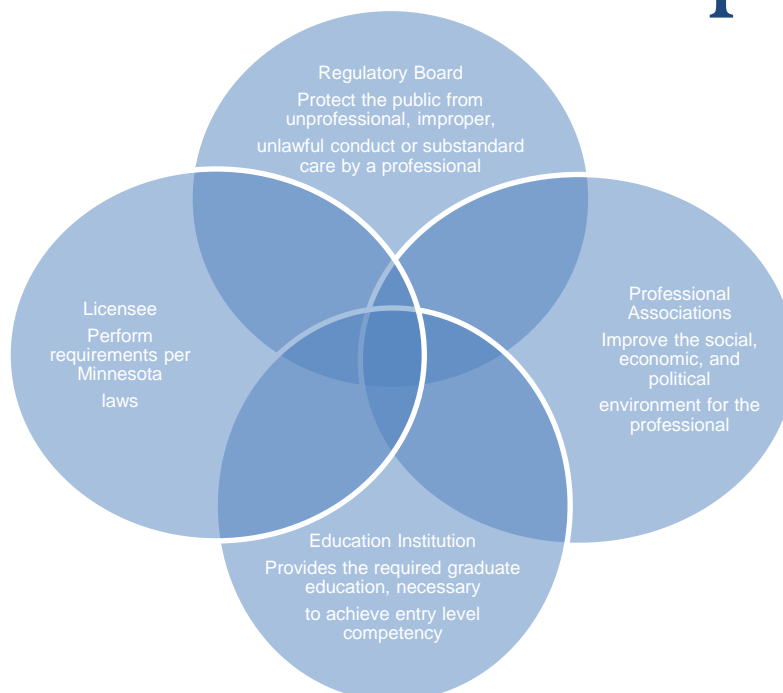 Regulatory Board
Protect the public from
unprofessional, improper,
unlawful conduct or substandard
care by a professional
Licensee
Perform
requirements per
Minnesota
laws
Professional
Associations
Improve the social,
economic, and
political
environment for the
professional
Education Institution
Provides the required graduate
education, necessary
to achieve entry level
competency